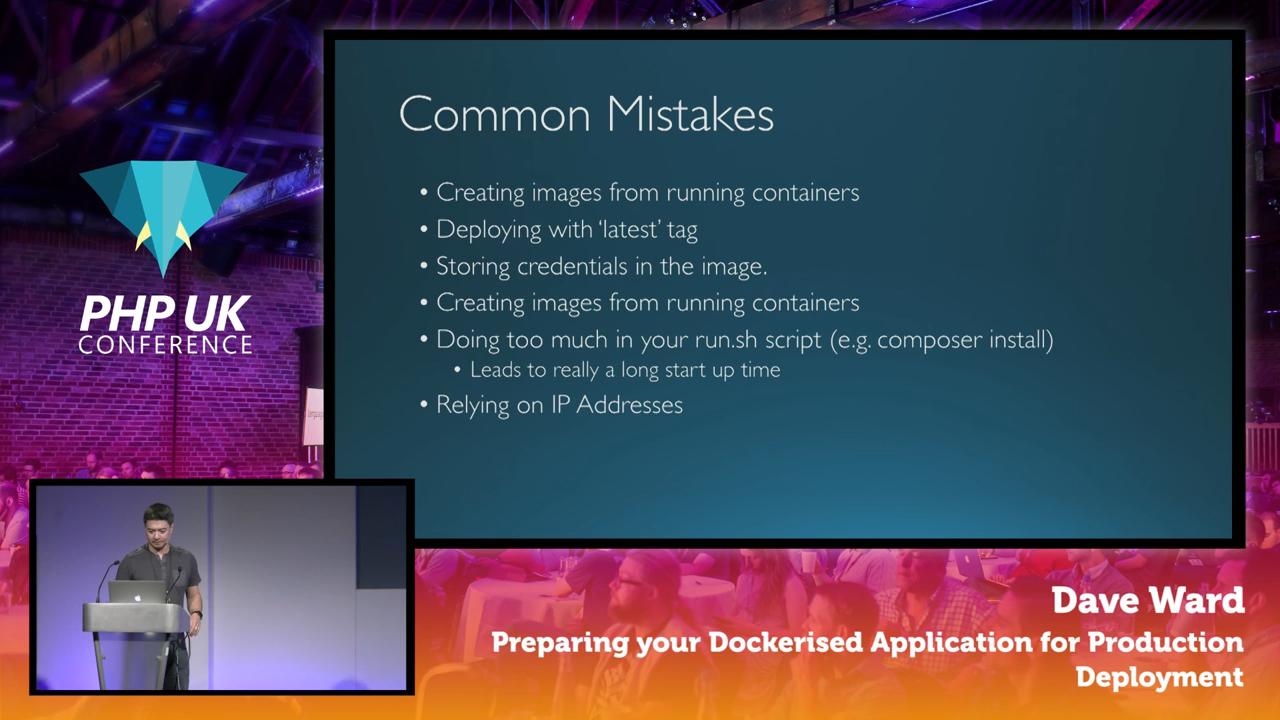 Common Mistakes
• Creating images from running containers
• Deploying with ‘latest’ tag
• Storing credentials in the image.
• Creating images from running containers
• Doing too much in your run.sh script (e.g. composer install)
• Leads to really a long start up time
• Relying on IP Addresses
PHP UK
CONFERENCE
Dave Ward
Preparing your Dockerised Application for Production
Deployment